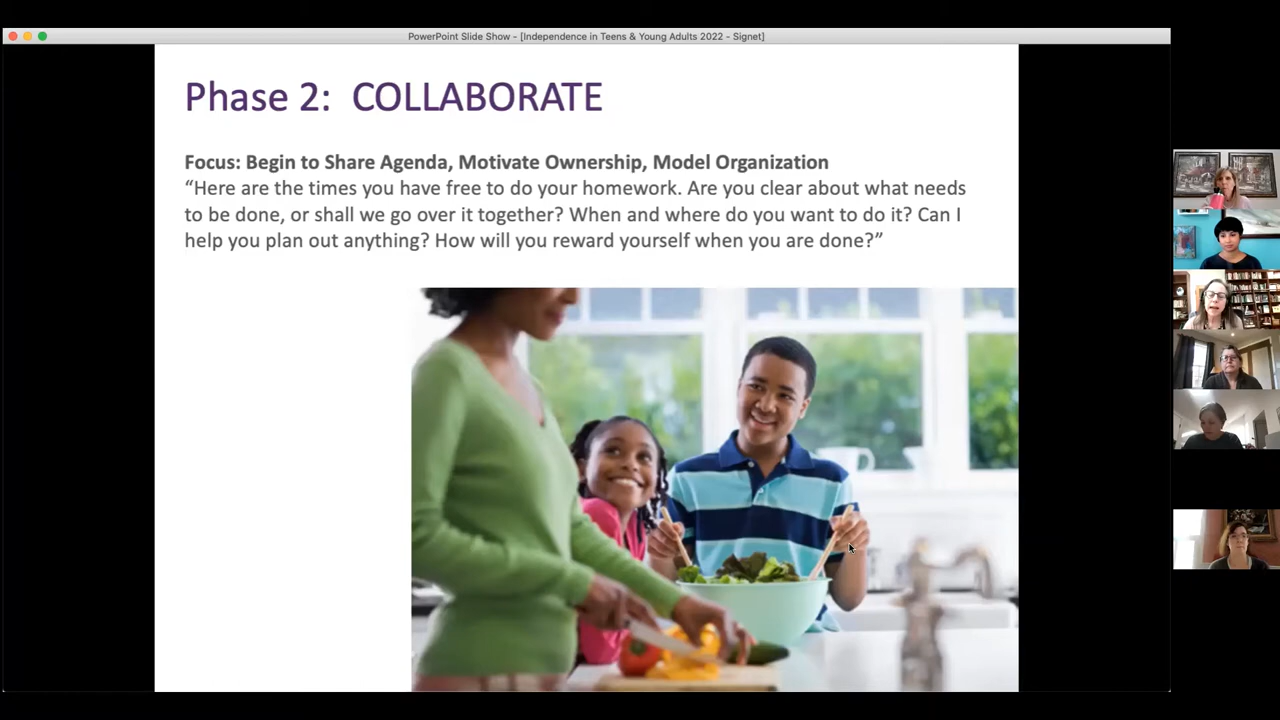 PowerPoint Slide Show - [Independence in Teens & Young Adults 2022 - Signet]
Phase 2: COLLABORATE
Focus: Begin to Share Agenda, Motivate Ownership, Model Organization
“Here are the times you have free to do your homework. Are you clear about what needs
to be done, or shall we go over it together? When and where do you want to do it? Can I
help you plan out anything? How will you reward yourself when you are done?”